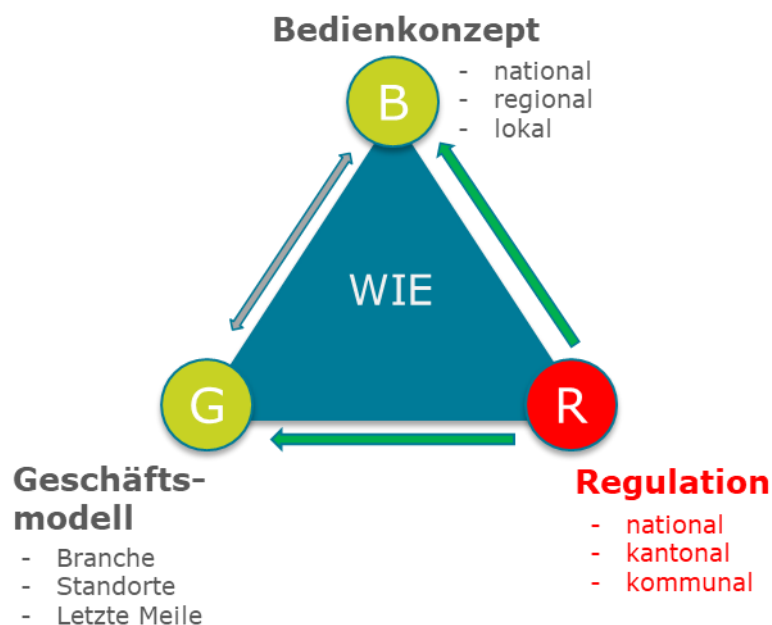 Bedienkonzept
- national
- regional
- lokal
B
WIE
G
R
Geschäfts-
modell
- Branche
- Standorte
- Letzte Meile
Regulation
- national
- kantonal
- kommunal